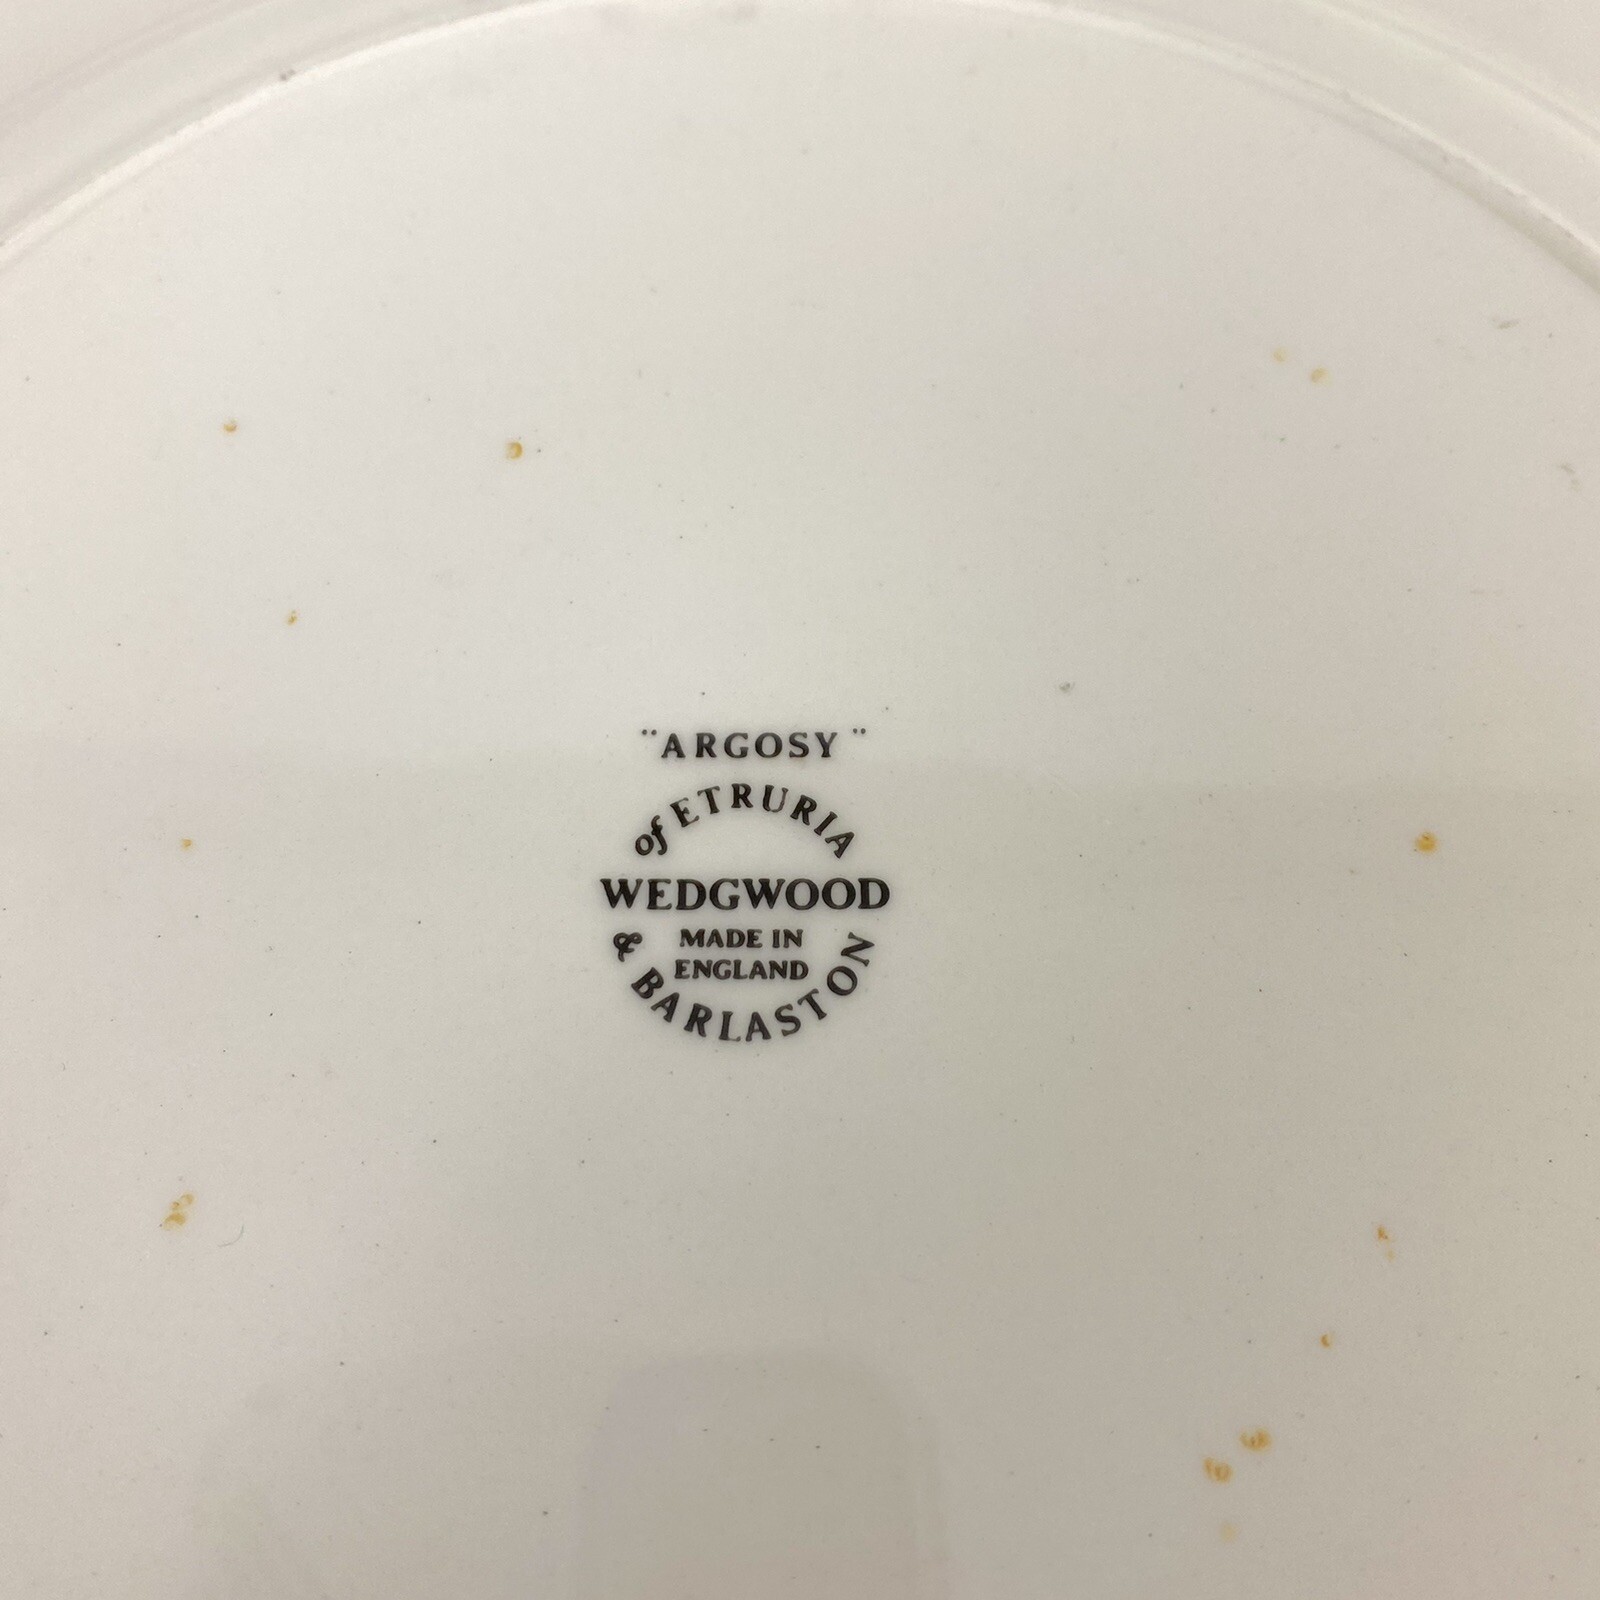 "ARGOSY"
of ETRURIA
WEDGWOOD
MADE IN
ENGLAND
& BARLASTON